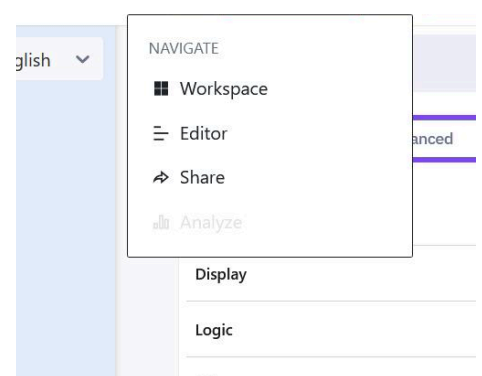 NAVIGATE
glish
Workspace
Editor
anced
Share
Analyze
Display
Logic